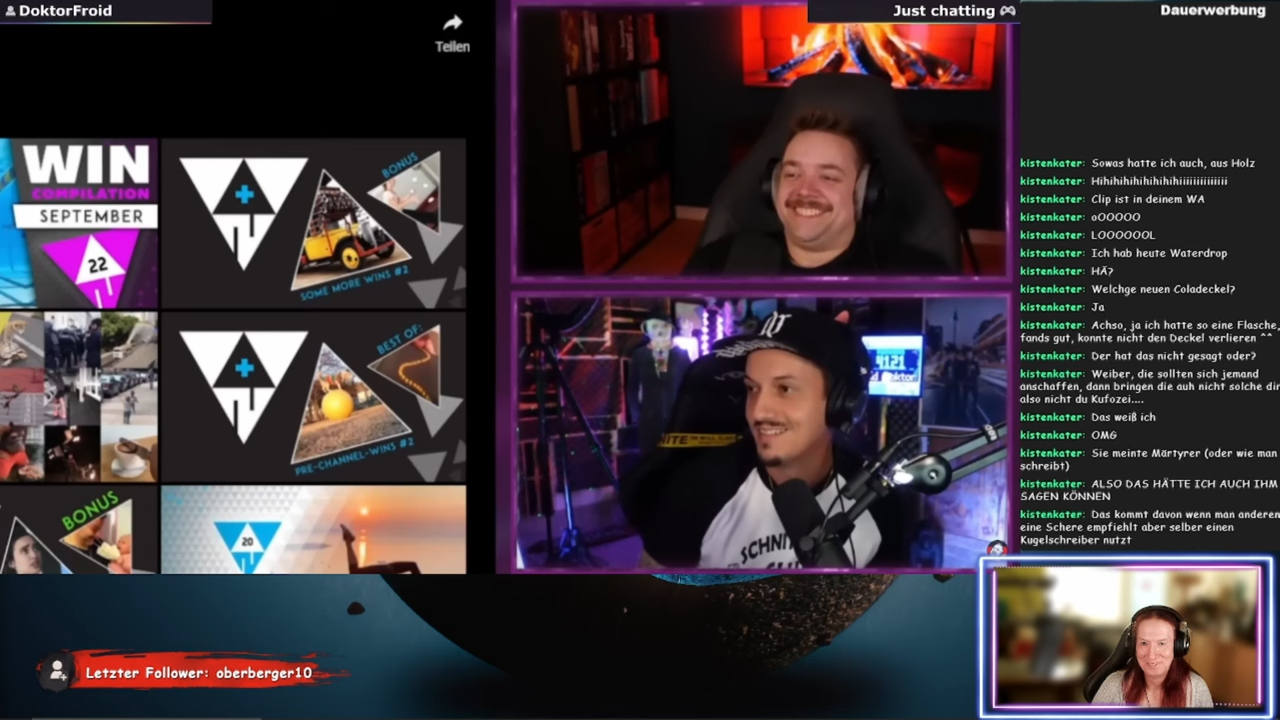 DoktorFroid
Just chatting
Dauerwerbung
Teilen
WIN
COMPILATION
SEPTEMBER
22
BONUS
SOME MORE WINS #2
BEST OF:
PRE-CHANNEL-WINS #2
BONUS
20
4121
d Doktor
SCHNIT
kistenkater: Sowas hatte ich auch, aus Holz
kistenkater: Hihihihihihihihihiiiiiiiiiiiiii
kistenkater: Clip ist in deinem WA
kistenkater: oOOOOO
kistenkater: LOOOOOOL
kistenkater: Ich hab heute Waterdrop
kistenkater: HÄ?
kistenkater: Welchge neuen Coladeckel?
kistenkater: Ja
kistenkater: Achso, ja ich hatte so eine Flasche,
fands gut, konnte nicht den Deckel verlieren ^^
kistenkater: Der hat das nicht gesagt oder?
kistenkater: Weiber, die sollten sich jemand
anschaffen, dann bringen die auh nicht solche din
also nicht du Kufozei....
kistenkater: Das weiß ich
kistenkater: OMG
kistenkater: Sie meinte Märtyrer (oder wie man
schreibt)
kistenkater: ALSO DAS HÄTTE ICH AUCH IHM
SAGEN KÖNNEN
kistenkater: Das kommt davon wenn man anderen
eine Schere empfiehlt aber selber einen
Kugelschreiber nutzt
Letzter Follower: oberberger10